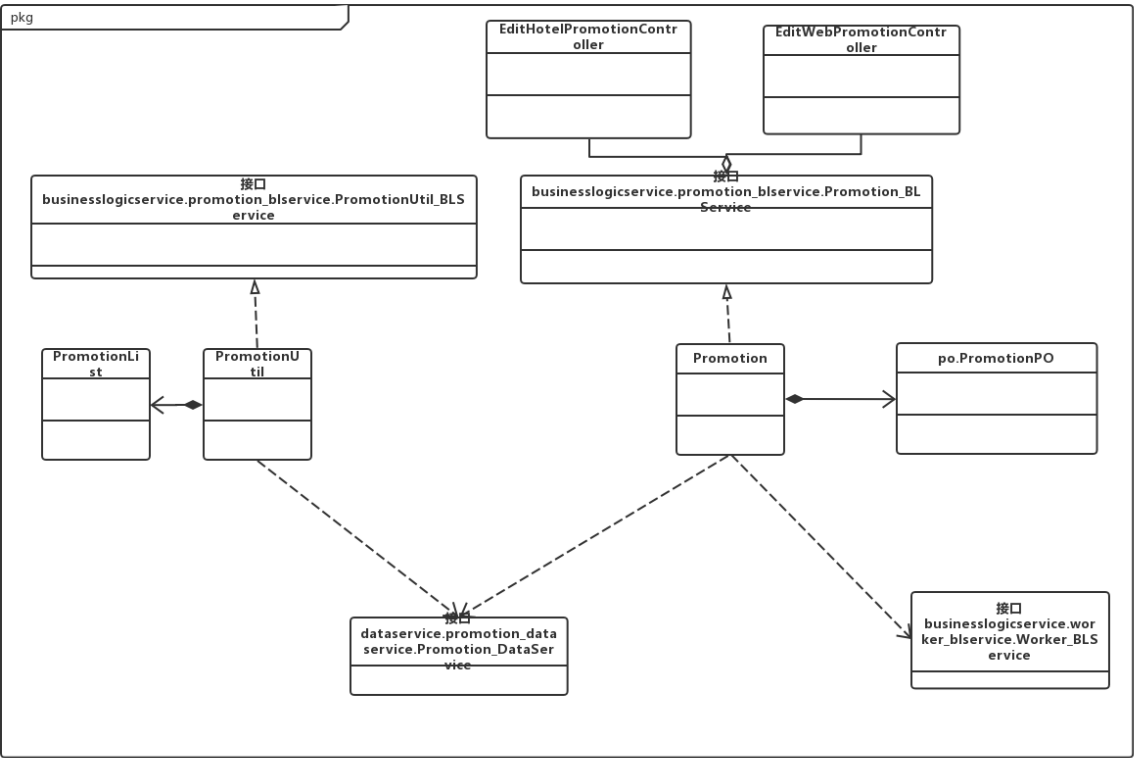 pkg
EditHotelPromotionContr
oller
EditWebPromotionContr
oller
接口
businesslogicservice.promotion_blservice.PromotionUtil_BLS
ervice
接口
businesslogicservice.promotion_blservice.Promotion_BL
Service
PromotionLi
st
PromotionU
til
Promotion
po.PromotionPO
接口
dataservice.promotion_data
service.Promotion_DataSer
vice
接口
businesslogicservice.wor
ker_blservice.Worker_BLS
ervice